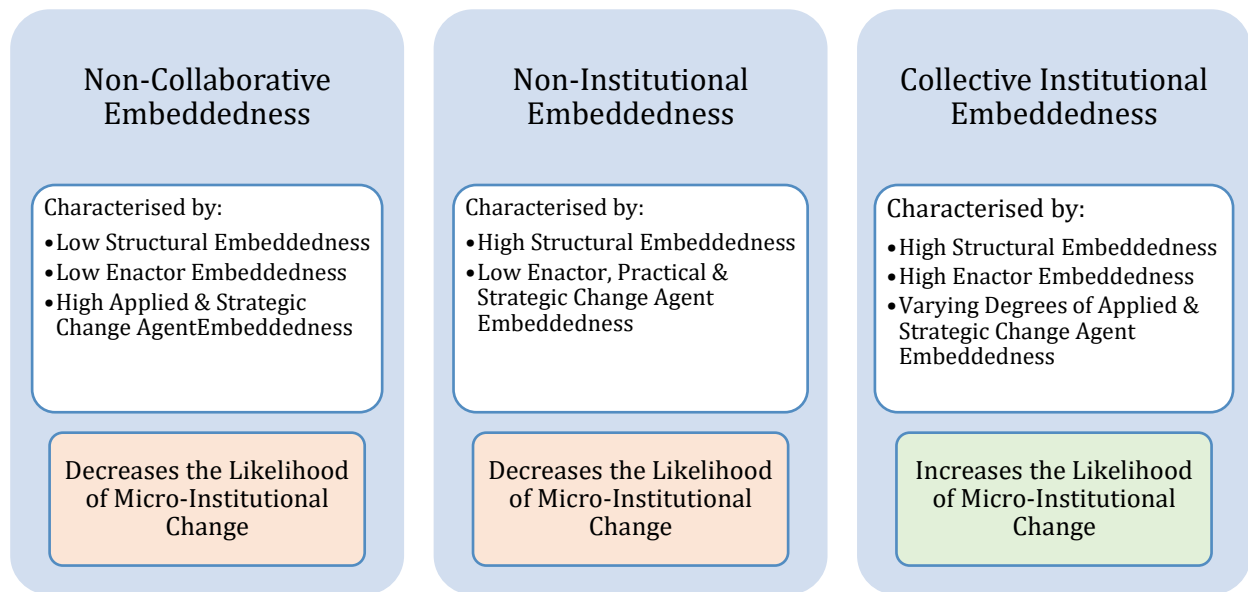 Non-Collaborative
Embeddedness
Characterised by:
•Low Structural Embeddedness
•Low Enactor Embeddedness
•High Applied & Strategic
Change AgentEmbeddedness
Decreases the Likelihood
of Micro-Institutional
Change
Non-Institutional
Embeddedness
Characterised by:
•High Structural Embeddedness
•Low Enactor, Practical &
Strategic Change Agent
Embeddedness
Decreases the Likelihood
of Micro-Institutional
Change
Collective Institutional
Embeddedness
Characterised by:
•High Structural Embeddedness
•High Enactor Embeddedness
•Varying Degrees of Applied &
Strategic Change Agent
Embeddedness
Increases the Likelihood
of Micro-Institutional
Change